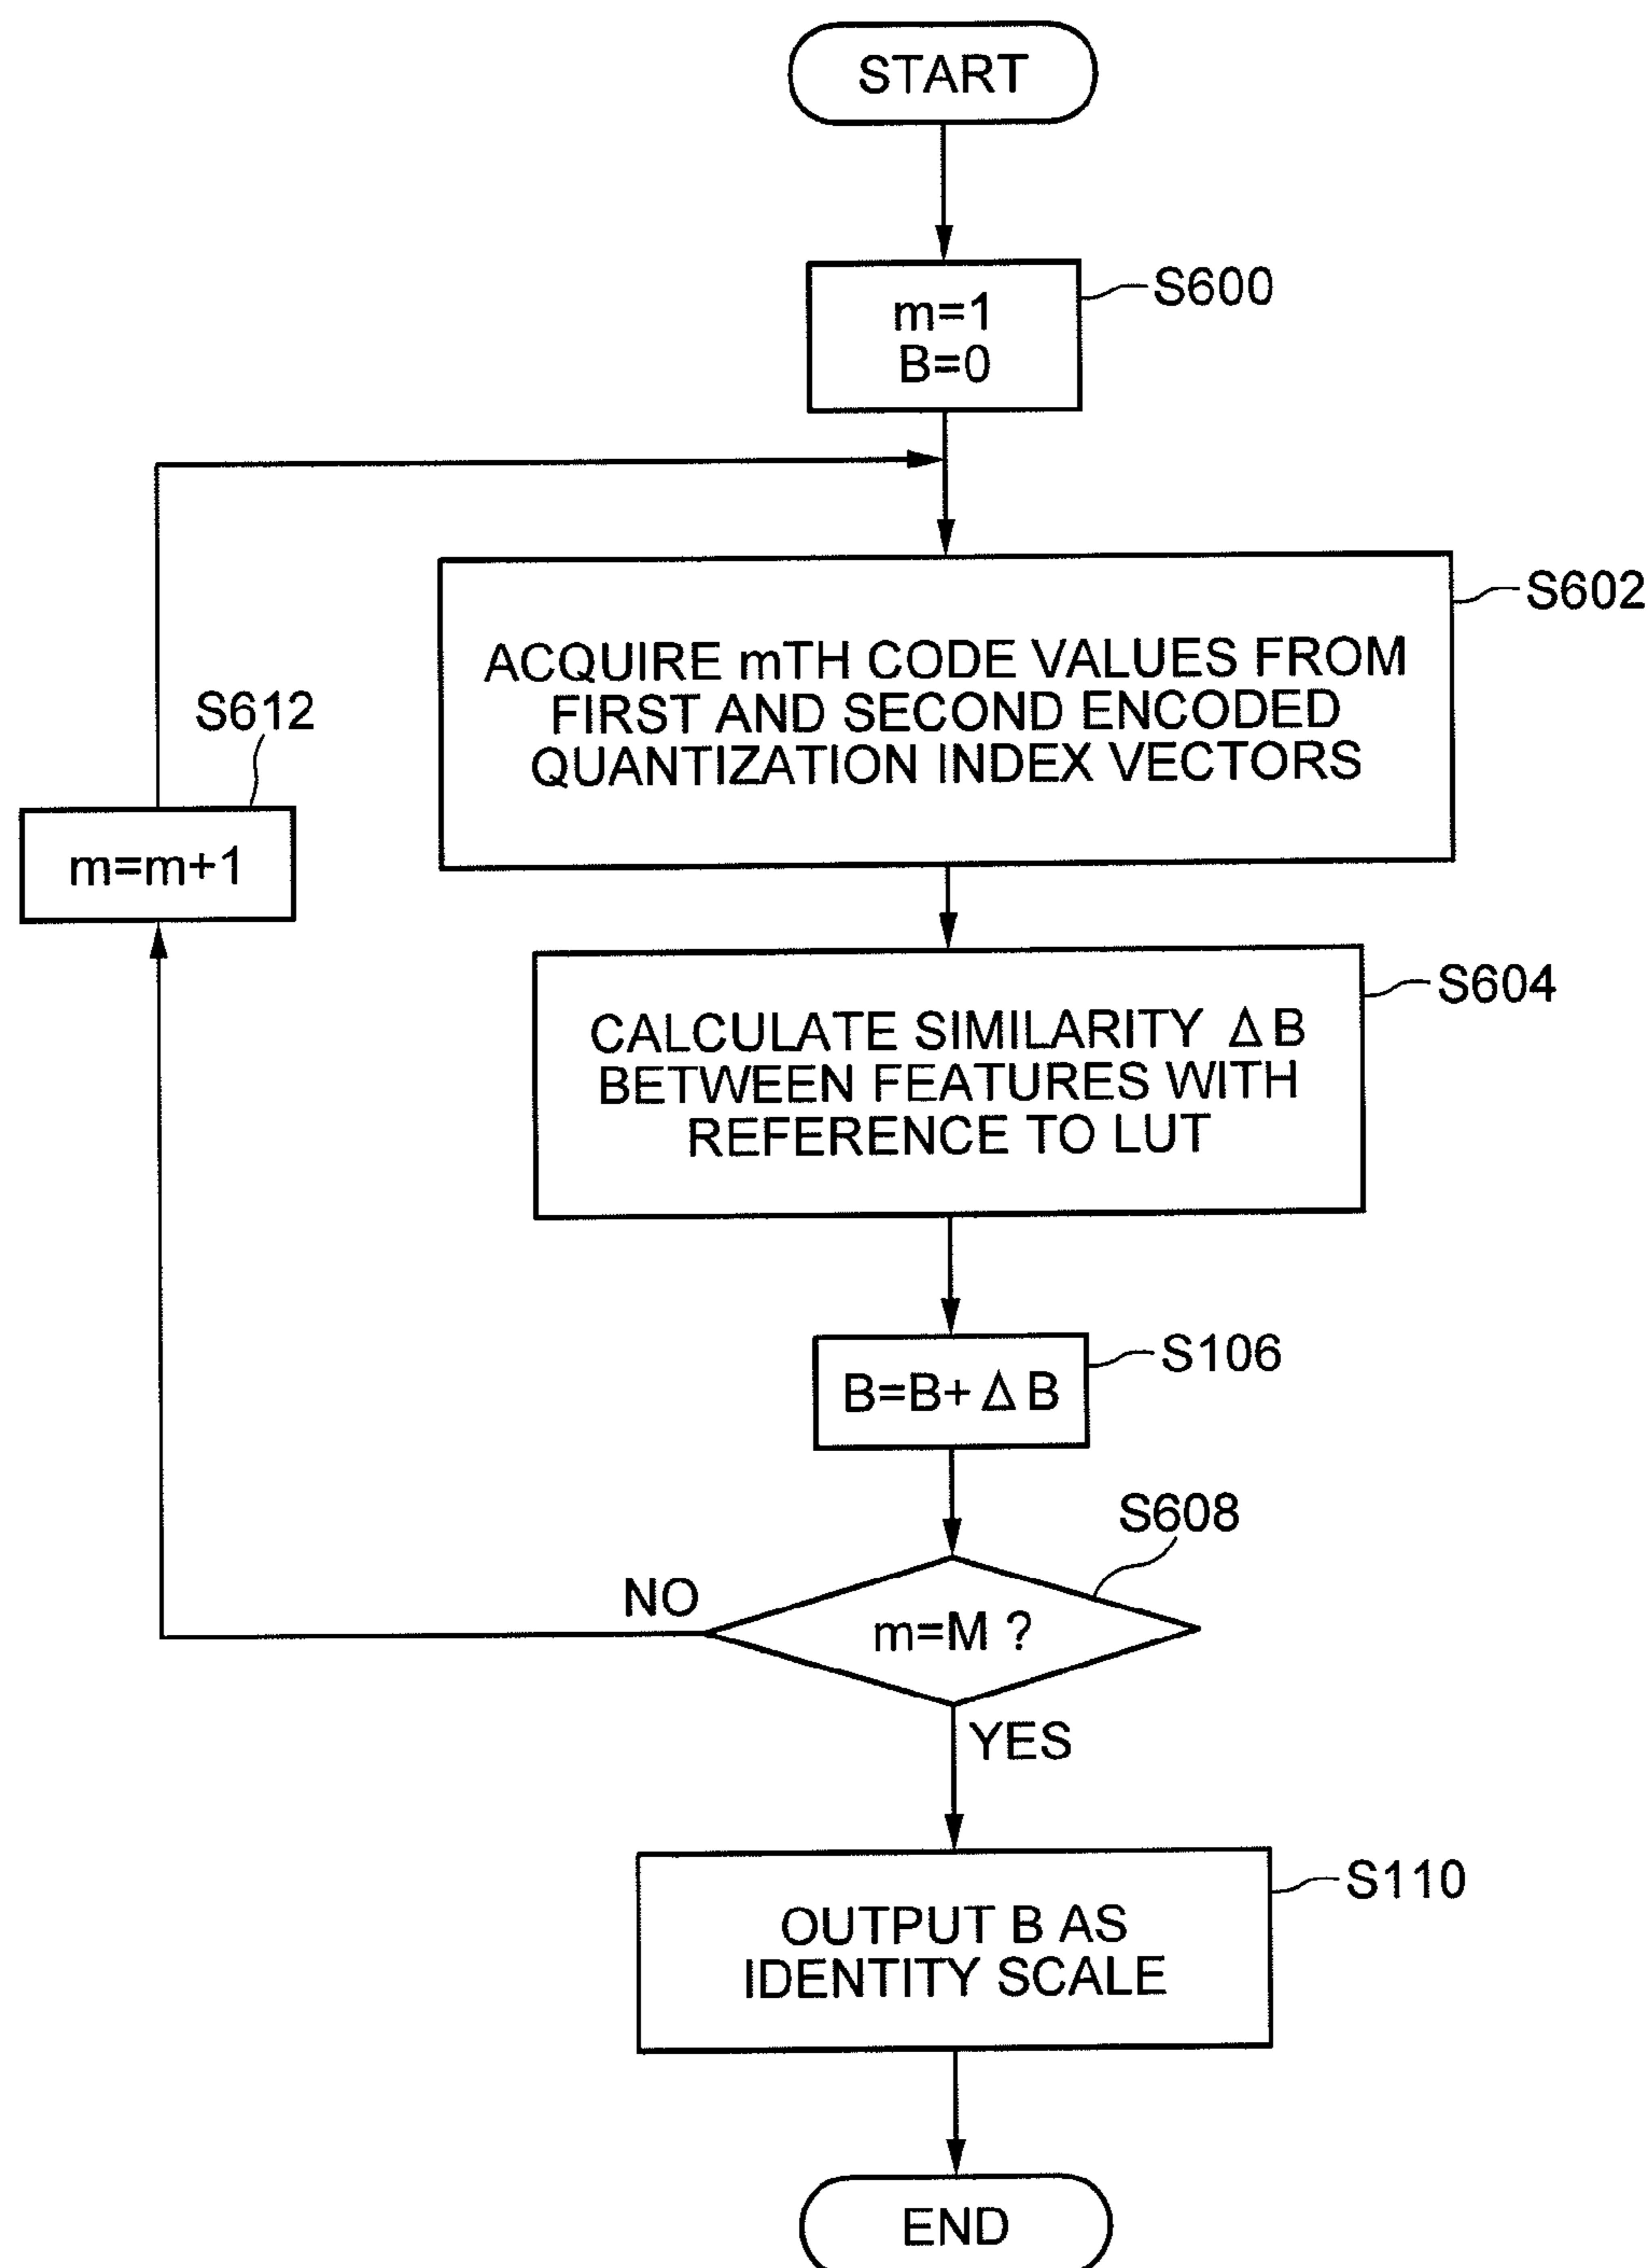 START
S600
m=1
B=0
S602
ACQUIRE mTH CODE VALUES FROM
FIRST AND SECOND ENCODED
QUANTIZATION INDEX VECTORS
S612
m=m+1
S604
CALCULATE SIMILARITY ΔB
BETWEEN FEATURES WITH
REFERENCE TO LUT
S106
B=B+ΔB
S608
NO
m=M ?
YES
S110
OUTPUT B AS
IDENTITY SCALE
END